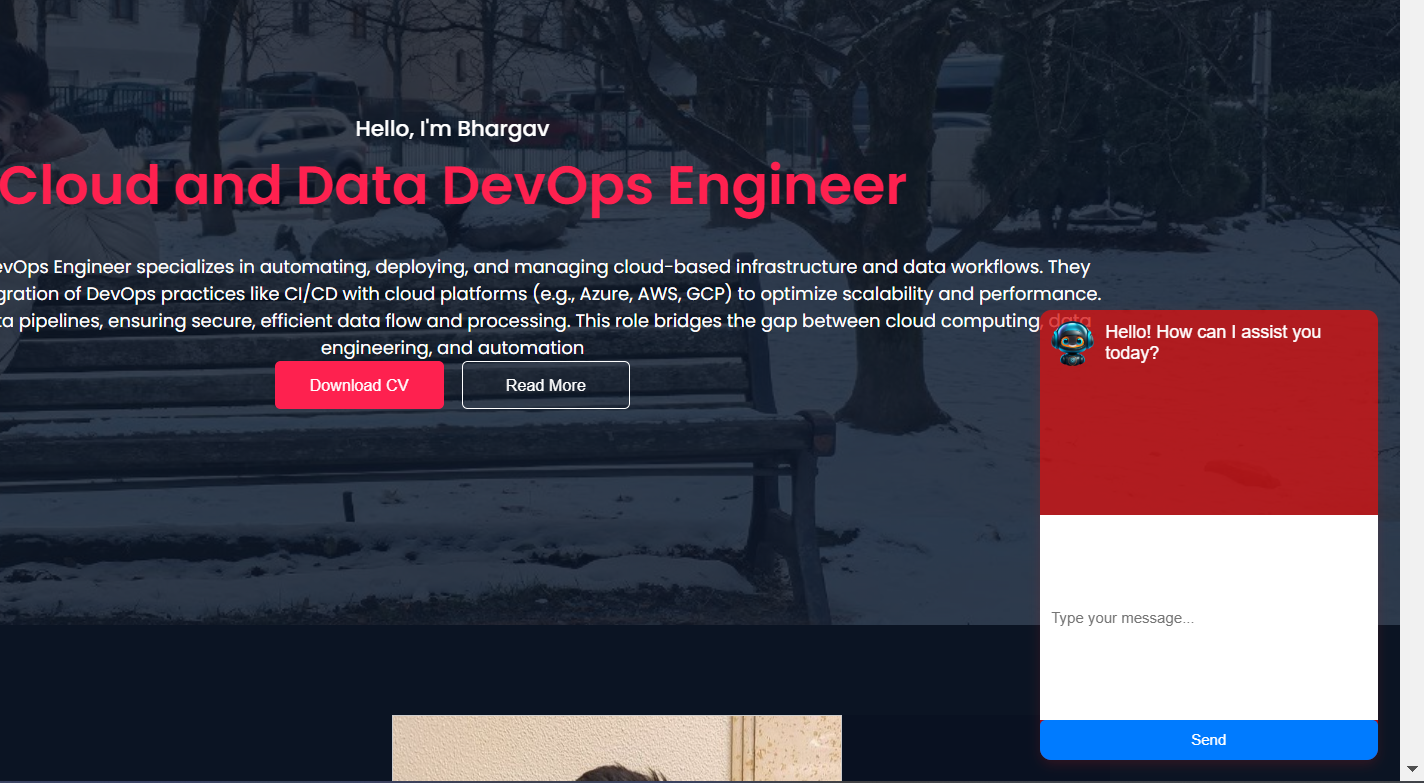 Hello, I'm Bhargav
Cloud and Data DevOps Engineer
evOps Engineer specializes in automating, deploying, and managing cloud-based infrastructure and data workflows. They
gration of DevOps practices like CI/CD with cloud platforms (e.g., Azure, AWS, GCP) to optimize scalability and performance.
ta pipelines, ensuring secure, efficient data flow and processing. This role bridges the gap between cloud computing, data
engineering, and automation
Download CV
Read More
Hello! How can I assist you
today?
Type your message...
Send